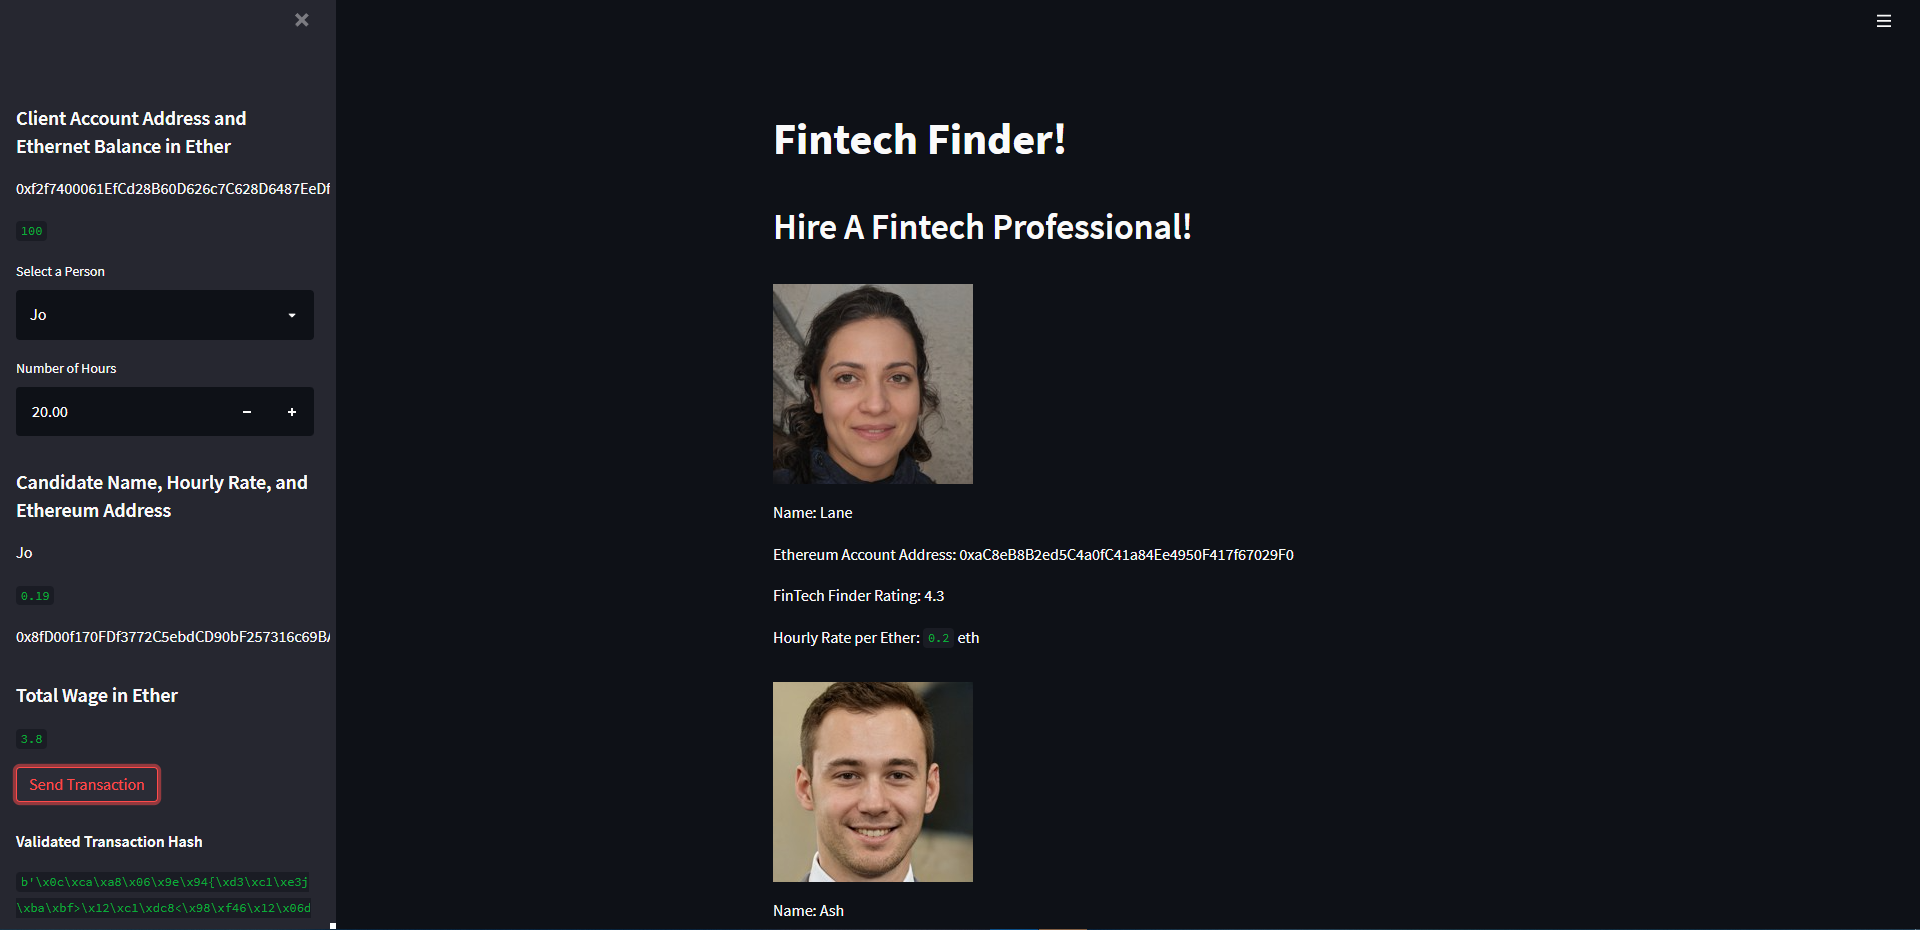 Client Account Address and
Ethernet Balance in Ether
0xf2f7400061EfCd28B60D626c7C628D6487EeDf
100
Select a Person
Jo
Number of Hours
20.00
Candidate Name, Hourly Rate, and
Ethereum Address
Jo
0.19
0x8fD00f170FDf3772C5ebdCD90bF257316c69BA
Total Wage in Ether
3.8
Send Transaction
Validated Transaction Hash
b'\x0c\xca\xa8\x06\x9e\x94{\xd3\xc1\xe3j
\xba\xbf>\x12\xc1\xdc8<\x98\xf46\x12\x06d
Fintech Finder!
Hire A Fintech Professional!
Name: Lane
Ethereum Account Address: 0xaC8eB8B2ed5C4a0fC41a84Ee4950F417f67029F0
FinTech Finder Rating: 4.3
Hourly Rate per Ether: 0.2 eth
Name: Ash